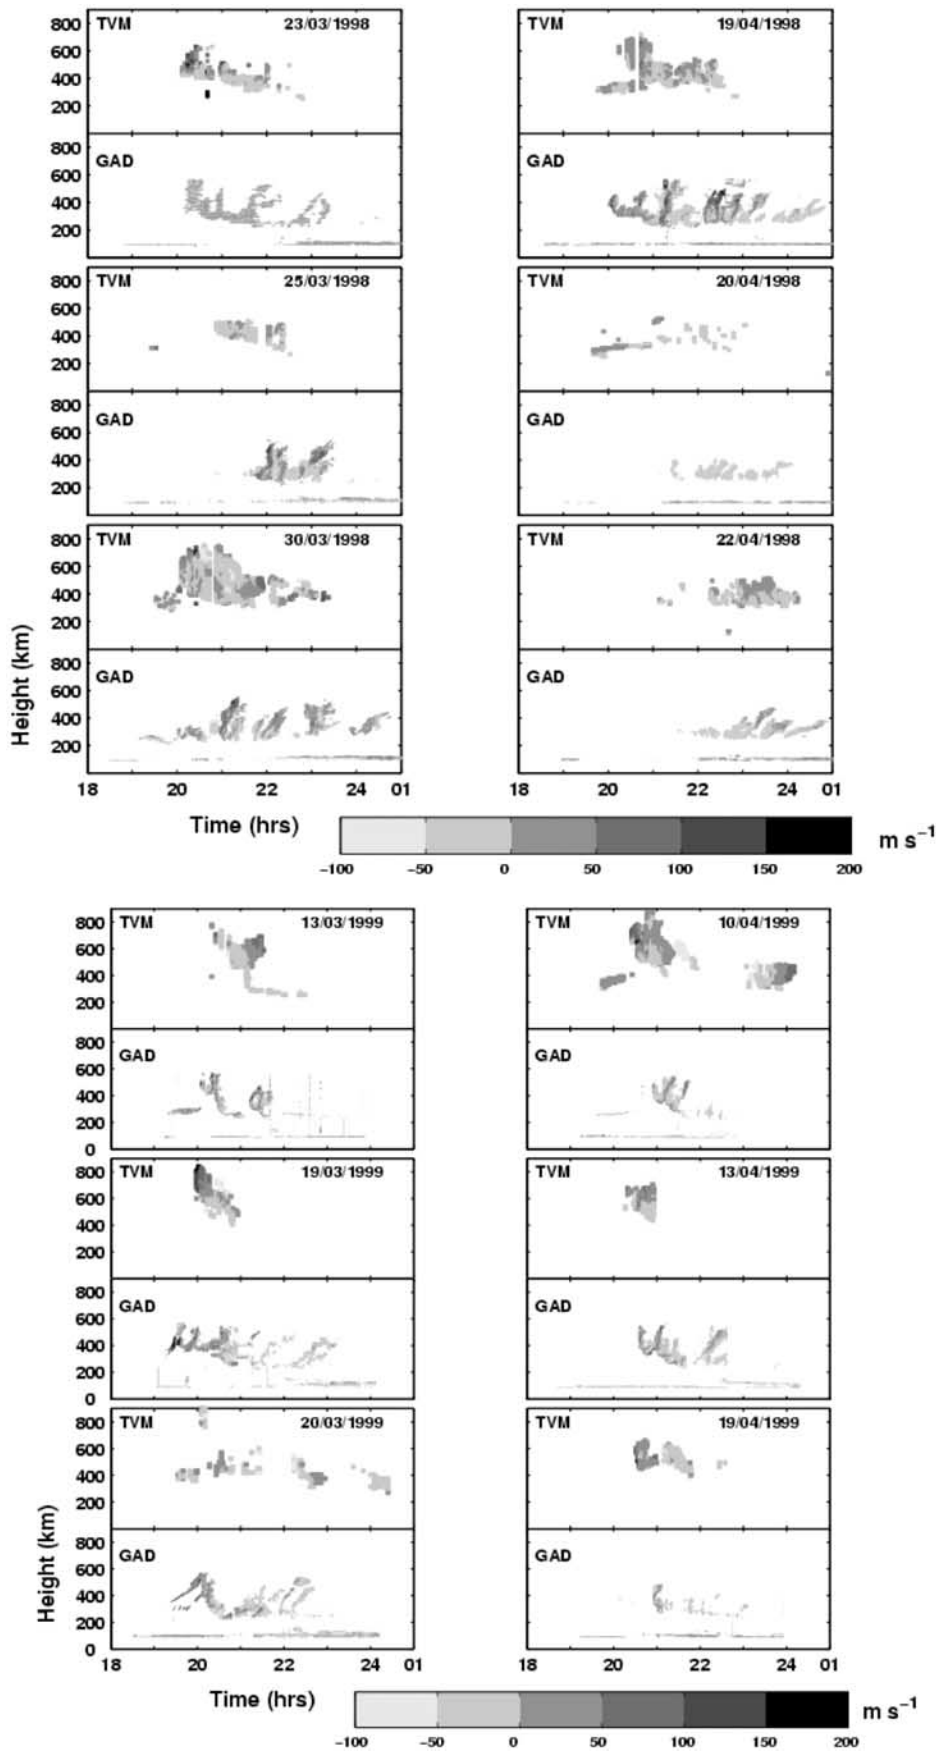 800 TVM 23/03/1998 TVM 19/04/1998
600
400
200
800
GAD GAD
600
400
200
800 TVM 25/03/1998 TVM 20/04/1998
600
400
200
800
GAD GAD
600
400
200
800 TVM 30/03/1998 TVM 22/04/1998
600
400
200
800
GAD GAD
600
400
200
Height (km)
18 20 22 24 01 18 20 22 24 01
Time (hrs)
-100 -50 0 50 100 150 200
m s⁻¹
800 TVM 13/03/1999 TVM 10/04/1999
600
400
200
800
GAD GAD
600
400
200
0
800 TVM 19/03/1999 TVM 13/04/1999
600
400
200
800
GAD GAD
600
400
200
0
800 TVM 20/03/1999 TVM 19/04/1999
600
400
200
800
GAD GAD
600
400
200
0
Height (km)
18 20 22 24 01 18 20 22 24 01
Time (hrs)
-100 -50 0 50 100 150 200
m s⁻¹